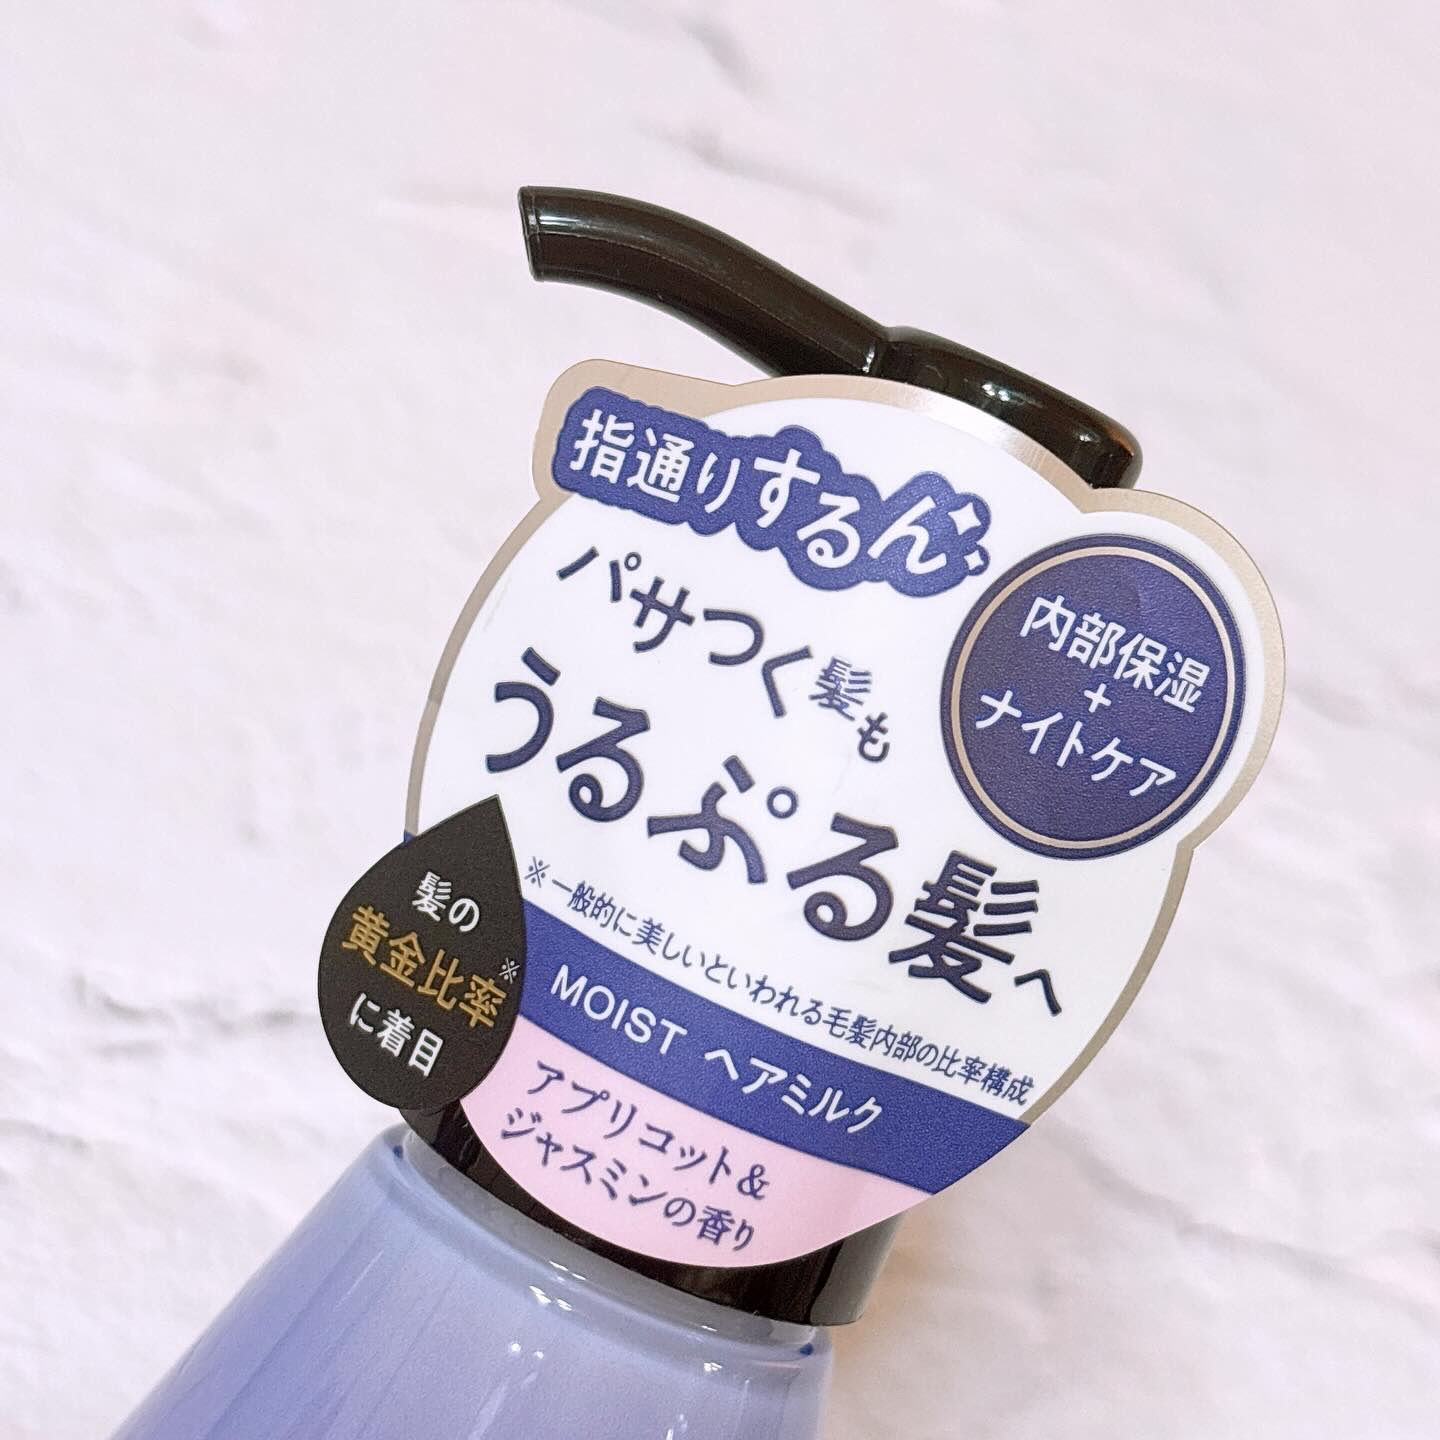 指通りするん
パサつく髪も
うるぷる髪へ
内部保湿
+
ナイトケア
髪の
黄金比率※
に着目
※一般的に美しいといわれる毛髪内部の比率構成
MOIST ヘアミルク
アプリコット&
ジャスミンの香り